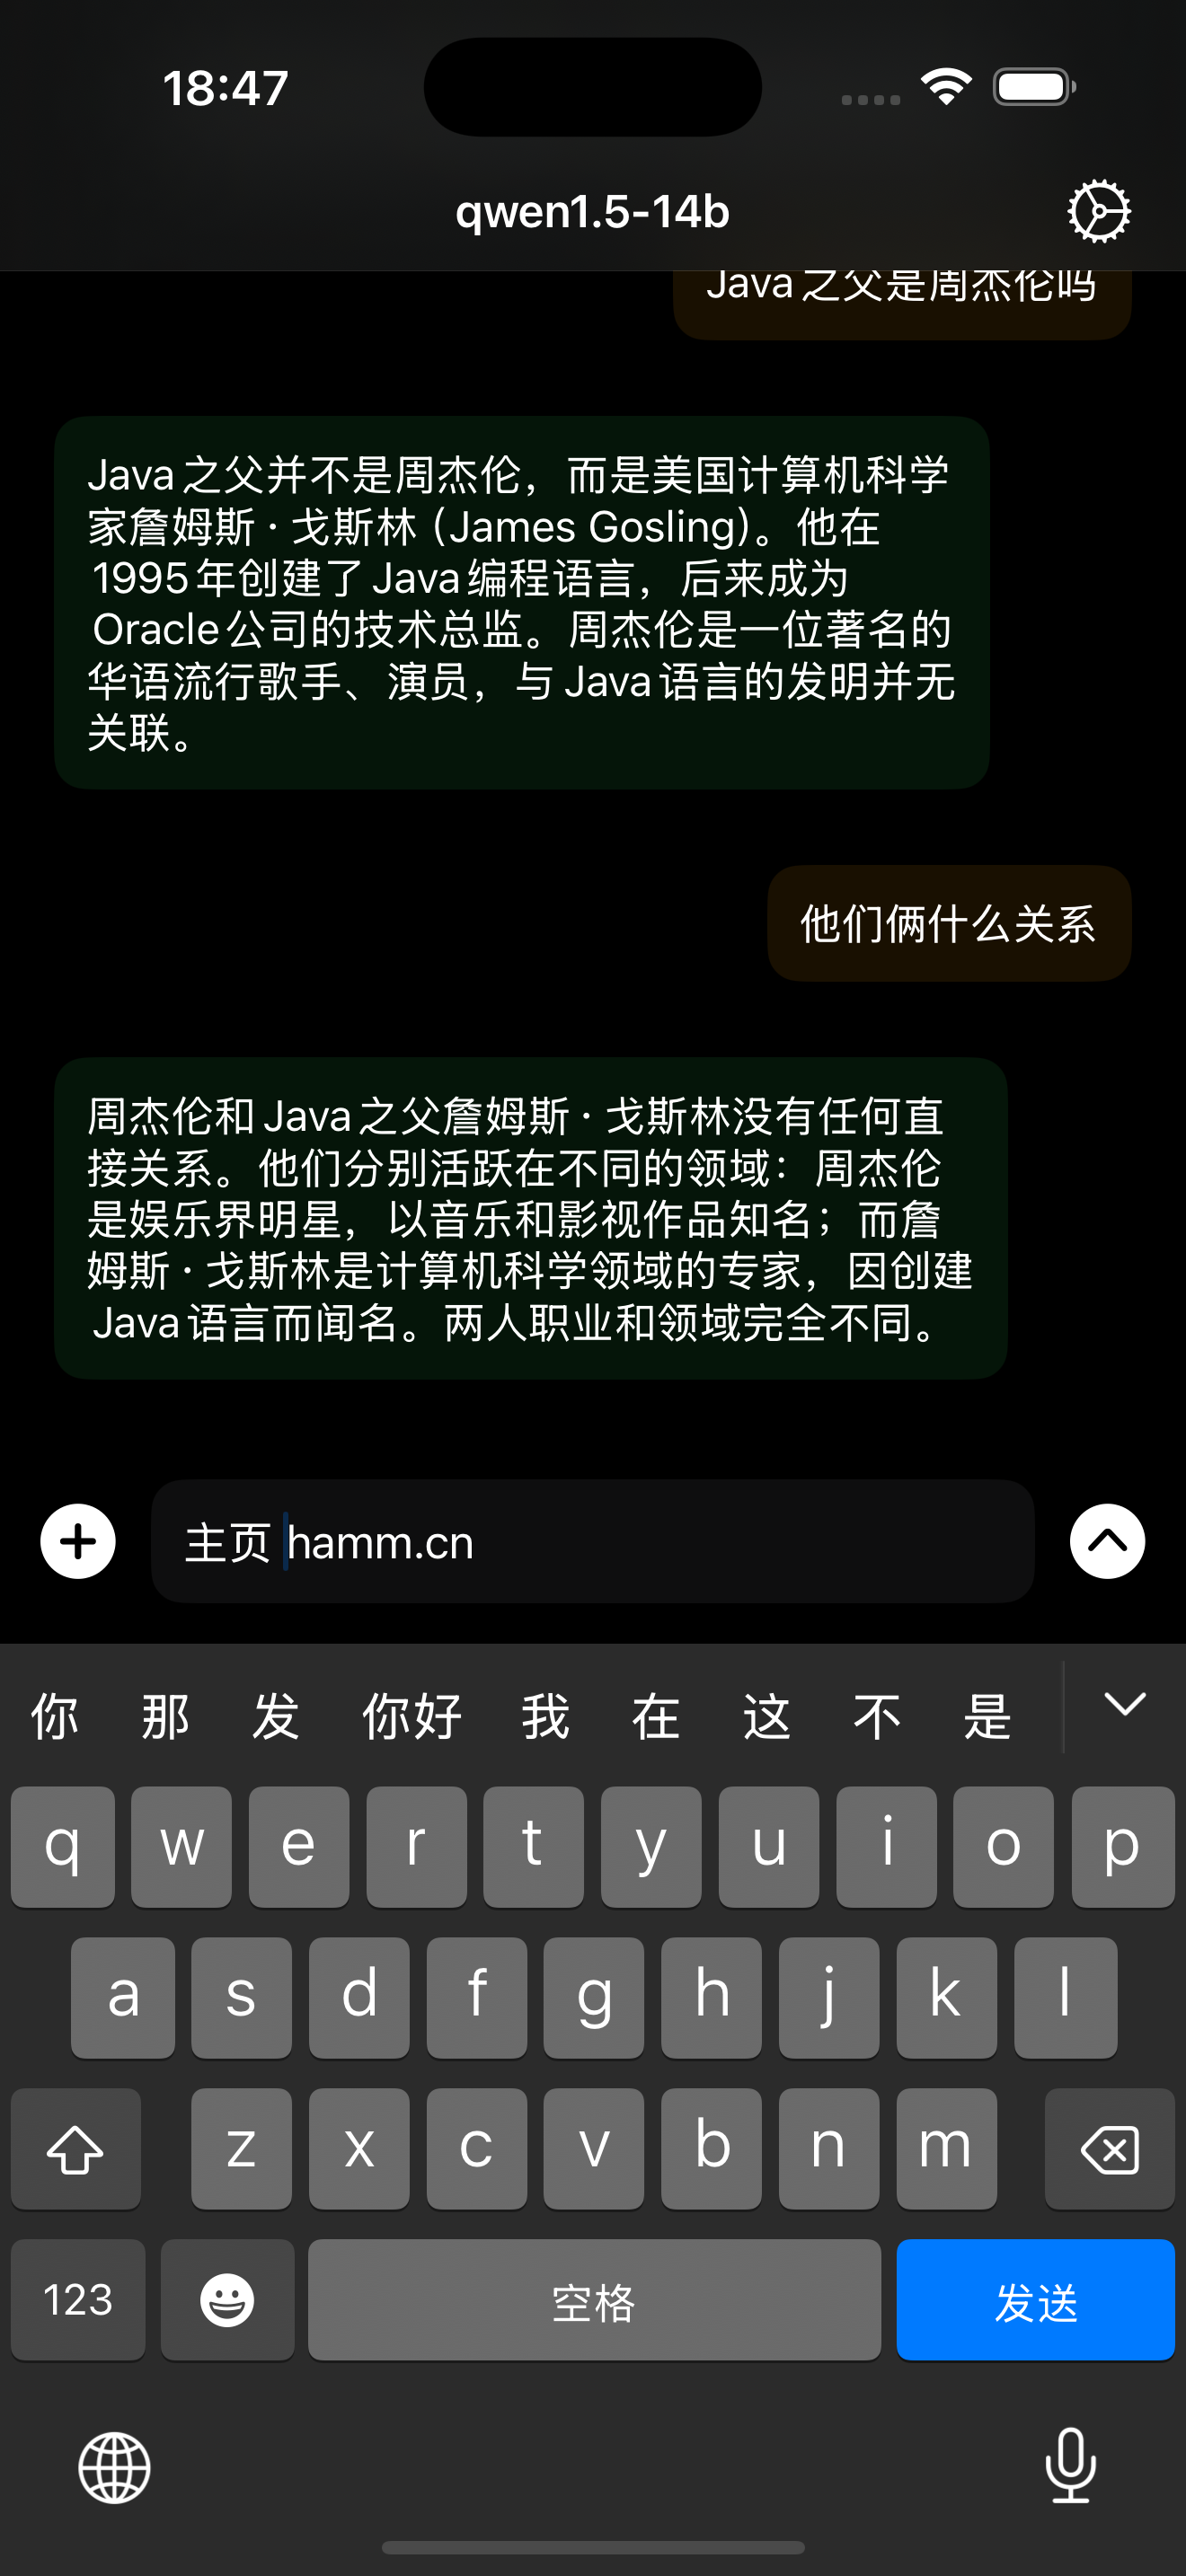 18:47
qwen1.5-14b
Java 之父是周杰伦吗
Java 之父并不是周杰伦，而是美国计算机科学
家詹姆斯·戈斯林（James Gosling）。他在
1995 年创建了 Java 编程语言，后来成为
Oracle 公司的技术总监。周杰伦是一位著名的
华语流行歌手、演员，与 Java 语言的发明并无
关联。
他们俩什么关系
周杰伦和 Java 之父詹姆斯·戈斯林没有任何直
接关系。他们分别活跃在不同的领域：周杰伦
是娱乐界明星，以音乐和影视作品知名；而詹
姆斯·戈斯林是计算机科学领域的专家，因创建
Java 语言而闻名。两人职业和领域完全不同。
主页 hamm.cn
你 那 发 你好 我 在 这 不 是
q w e r t y u i o p
a s d f g h j k l
z x c v b n m
123 空格 发送